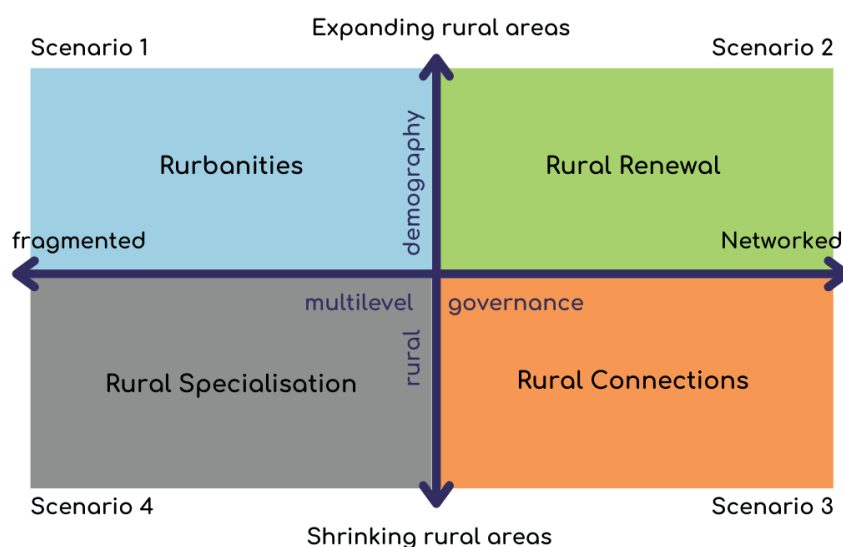 Scenario 1
Expanding rural areas
Scenario 2
Rurbanities
demography
Rural Renewal
fragmented
Networked
multilevel governance
rural
Rural Specialisation
Rural Connections
Scenario 4
Scenario 3
Shrinking rural areas